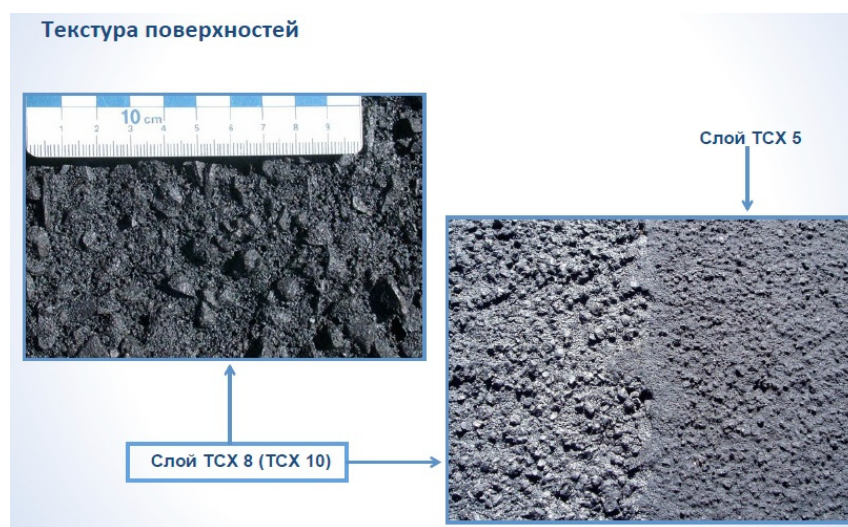 Текстура поверхностей
10 cm
1 2 3 4 5 6 7 8 9
Слой ТСХ 5
Слой ТСХ 8 (ТСХ 10)